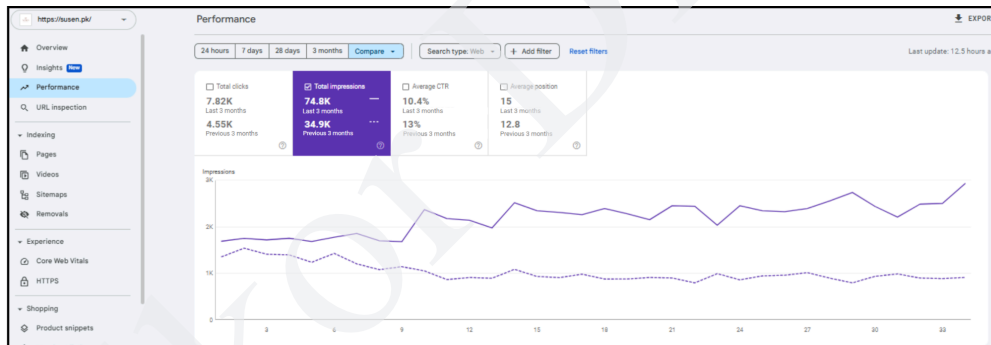 https://susen.pk/
Performance
EXPOR
24 hours
7 days
28 days
3 months
Compare
Search type: Web
+ Add filter
Reset filters
Last update: 12.5 hours a
Overview
Insights New
Performance
URL inspection
Indexing
Pages
Videos
Sitemaps
Removals
Experience
Core Web Vitals
HTTPS
Shopping
Product snippets
Total clicks
7.82K
Last 3 months
4.55K
Previous 3 months
Total impressions
74.8K
Last 3 months
34.9K
Previous 3 months
Average CTR
10.4%
Last 3 months
13%
Previous 3 months
Average position
15
Last 3 months
12.8
Previous 3 months
Impressions
3K
2K
1K
0
3 6 9 12 15 18 21 24 27 30 33